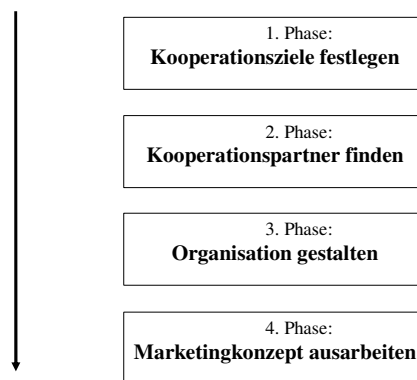 1. Phase:
Kooperationsziele festlegen
2. Phase:
Kooperationspartner finden
3. Phase:
Organisation gestalten
4. Phase:
Marketingkonzept ausarbeiten